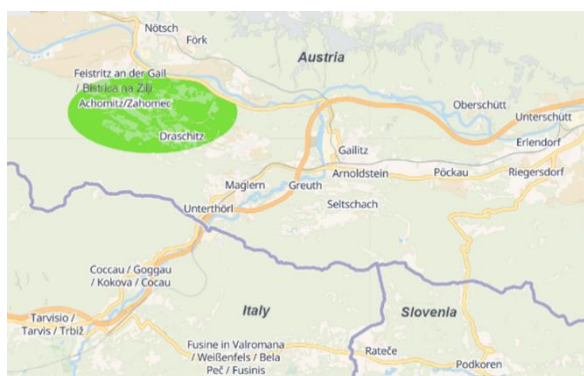 Nötsch
Förk
Austria
Feistritz an der Gail
/ Bistrica na Zilji
Achomitz/Zahomec
Draschitz
Oberschütt
Unterschütt
Erlendorf
Gailitz
Arnoldstein
Pöckau
Riegersdorf
Maglern
Greuth
Seltschach
Unterthörl
Coccau / Goggau
/ Kokova / Cocau
Tarvisio /
Tarvis / Trbiž
Italy
Slovenia
Fusine in Valromana
/ Weißenfels / Bela
Peč / Fusinis
Rateče
Podkoren